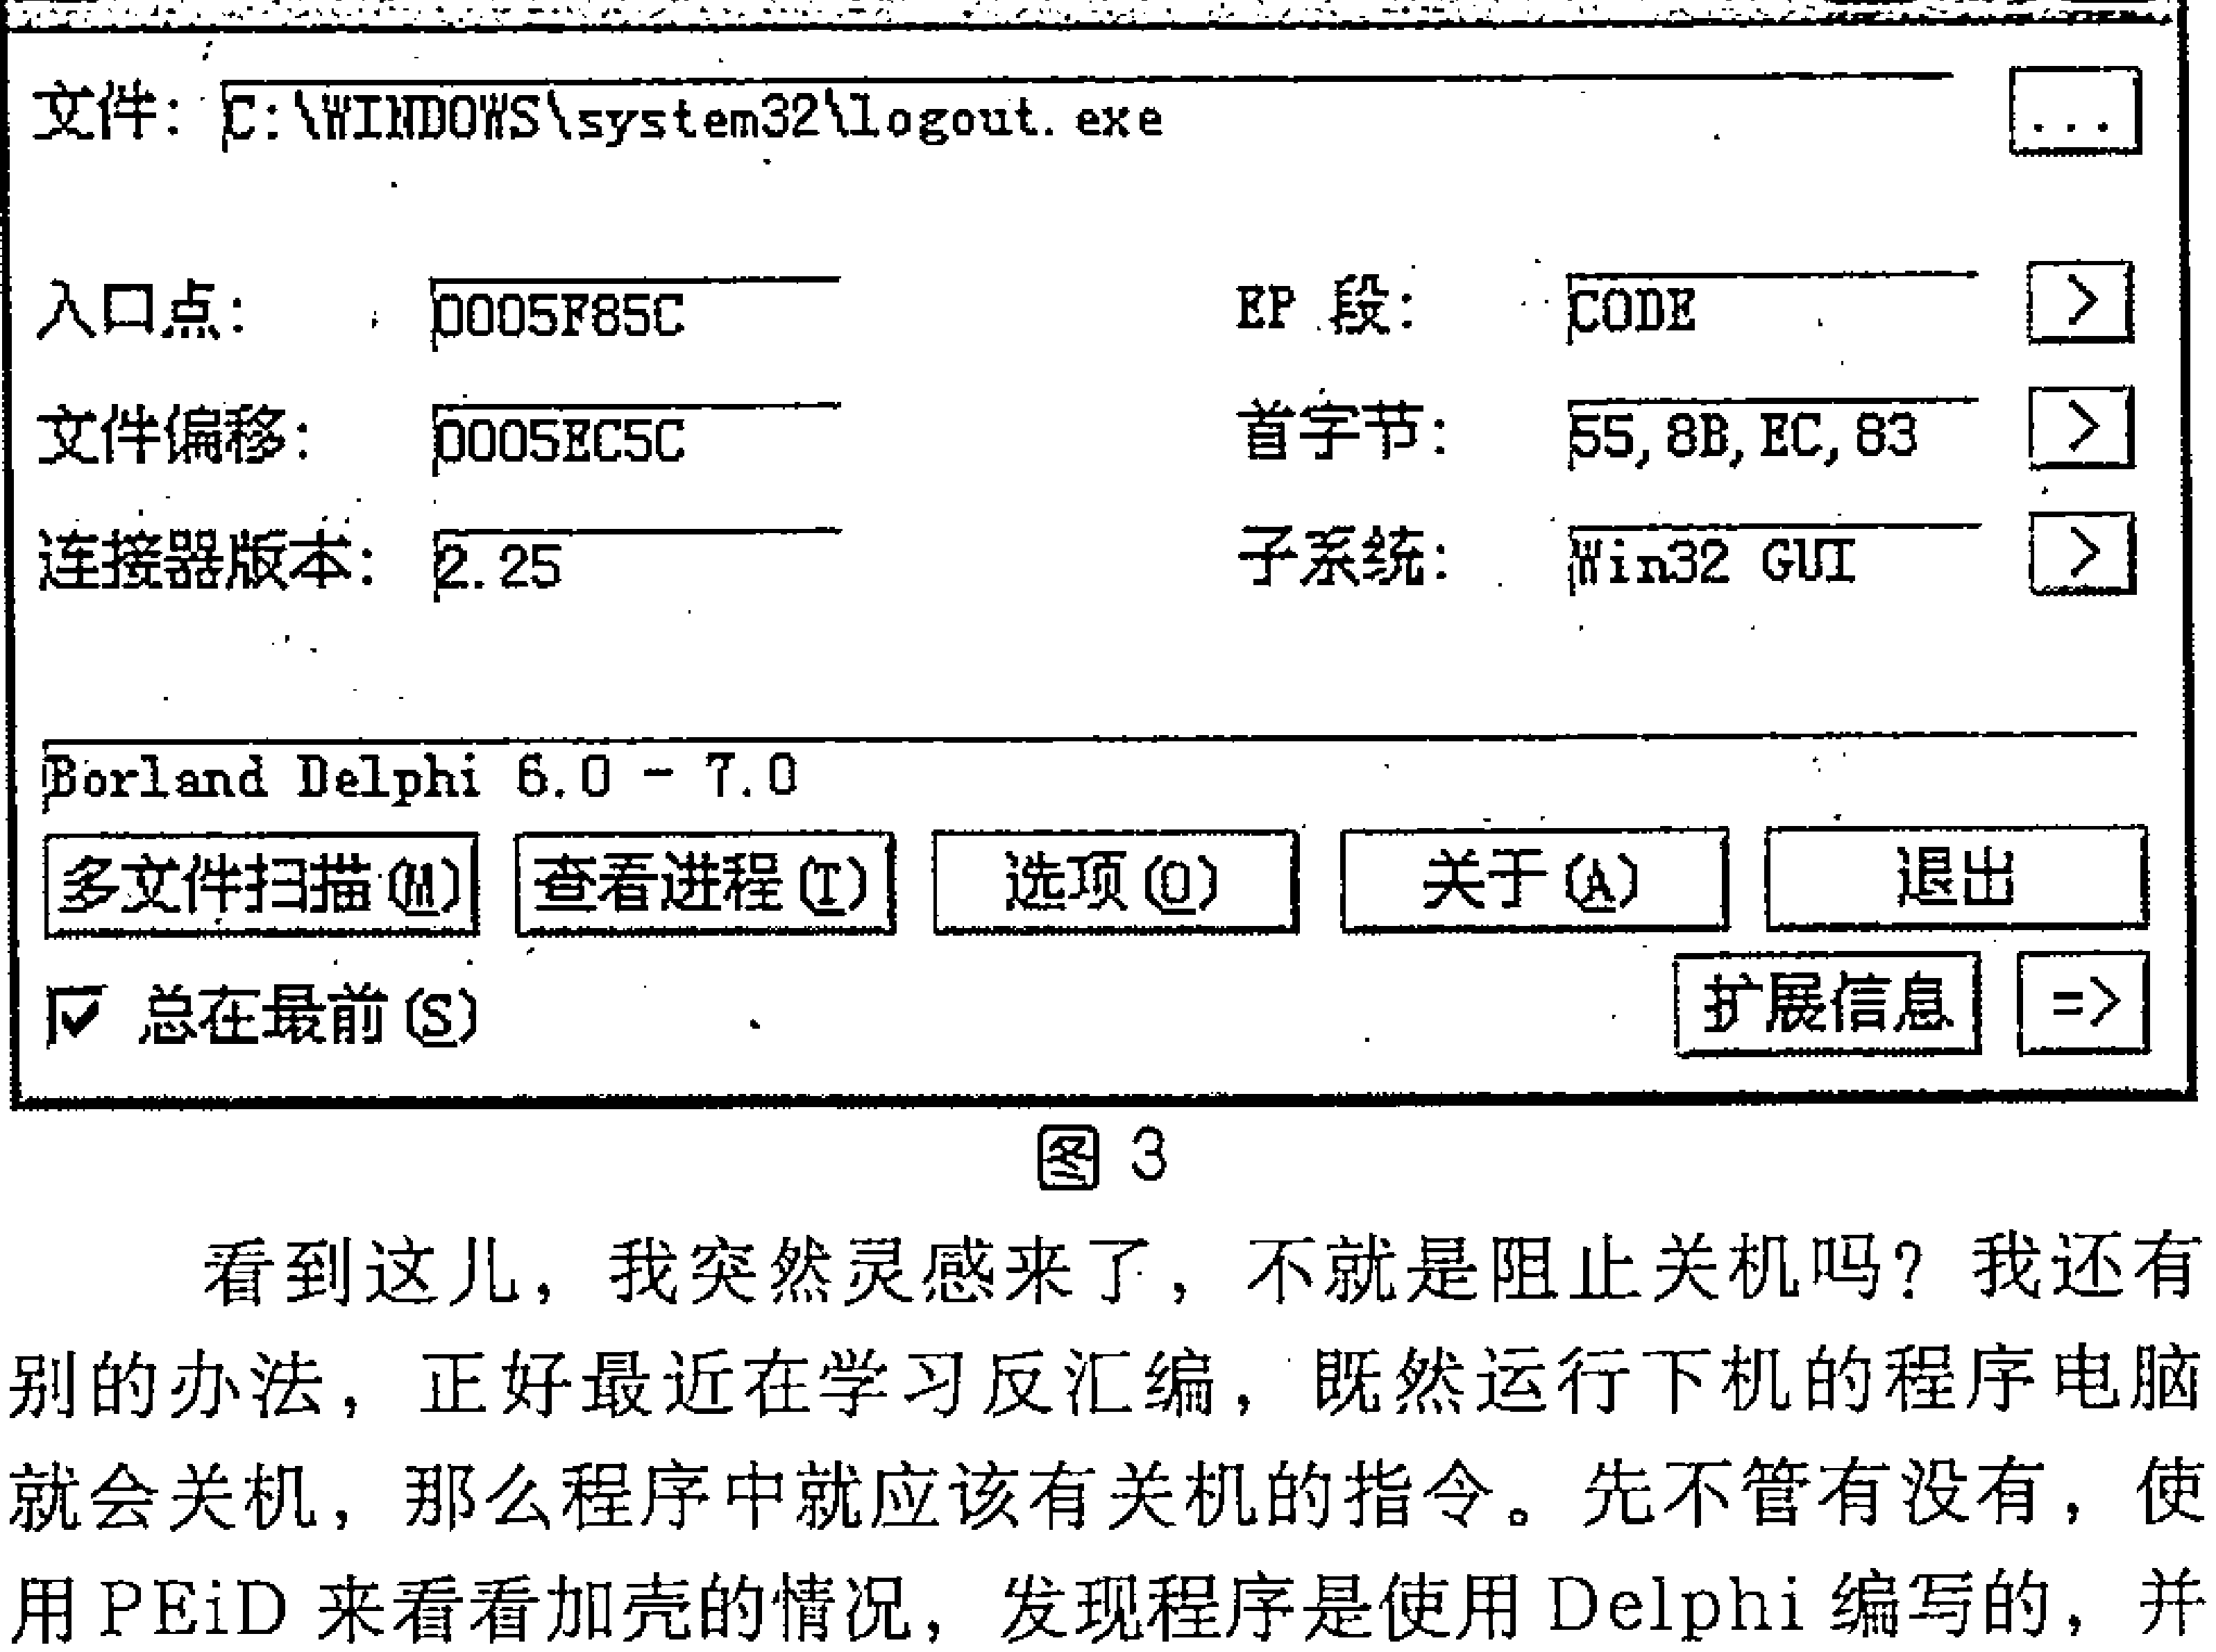 文件: C:\WINDOWS\system32\logout.exe ...
入口点: 0005F85C EP 段: CODE >
文件偏移: 0005EC5C 首字节: 55,8B,EC,83 >
连接器版本: 2.25 子系统: Win32 GUI >
Borland Delphi 6.0 - 7.0
多文件扫描(M) 查看进程(T) 选项(O) 关于(A) 退出
总在最前(S) 扩展信息 =>
图 3
看到这儿，我突然灵感来了，不就是阻止关机吗？我还有
别的办法，正好最近在学习反汇编，既然运行下机的程序电脑
就会关机，那么程序中就应该有关机的指令。先不管有没有，使
用 PEiD 来看看加壳的情况，发现程序是使用 Delphi 编写的，并